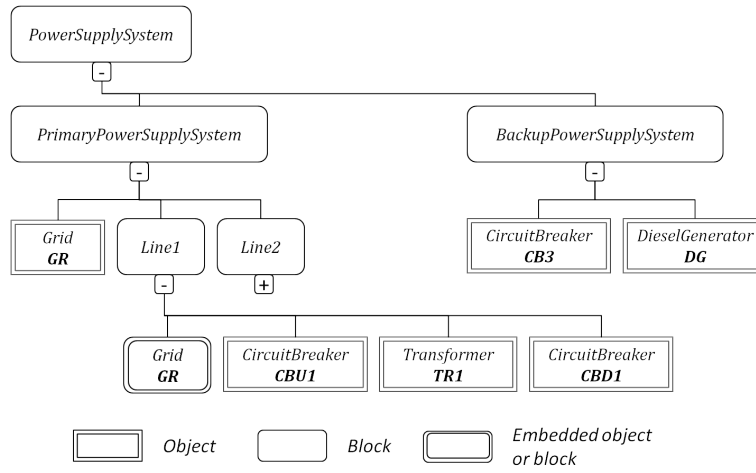 PowerSupplySystem
-
PrimaryPowerSupplySystem
BackupPowerSupplySystem
-
-
Grid
GR
Line1
Line2
CircuitBreaker
CB3
DieselGenerator
DG
-
+
Grid
GR
CircuitBreaker
CBU1
Transformer
TR1
CircuitBreaker
CBD1
Object
Block
Embedded object
or block